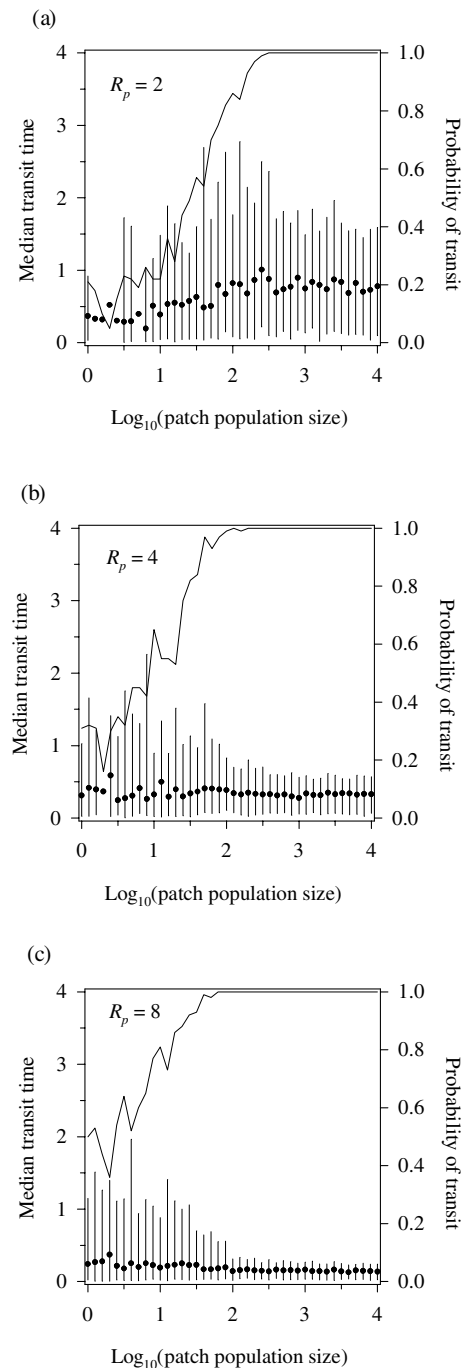 (a)
R_p = 2
Median transit time
4
3
2
1
0
Probability of transit
1.0
0.8
0.6
0.4
0.2
0.0
0 1 2 3 4
Log₁₀(patch population size)
(b)
R_p = 4
Median transit time
4
3
2
1
0
Probability of transit
1.0
0.8
0.6
0.4
0.2
0.0
0 1 2 3 4
Log₁₀(patch population size)
(c)
R_p = 8
Median transit time
4
3
2
1
0
Probability of transit
1.0
0.8
0.6
0.4
0.2
0.0
0 1 2 3 4
Log₁₀(patch population size)